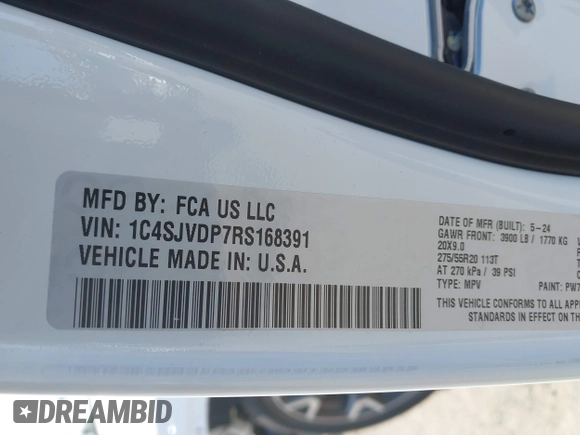 MFD BY: FCA US LLC
VIN: 1C4SJVDP7RS168391
VEHICLE MADE IN: U.S.A.
DATE OF MFR (BUILT): 5-24
GAWR FRONT: 3900 LB / 1770 KG
20X9.0
275/55R20 113T
AT 270 kPa / 39 PSI
TYPE: MPV PAINT: PW7
THIS VEHICLE CONFORMS TO ALL
STANDARDS IN EFFECT ON THE
DREAMBID